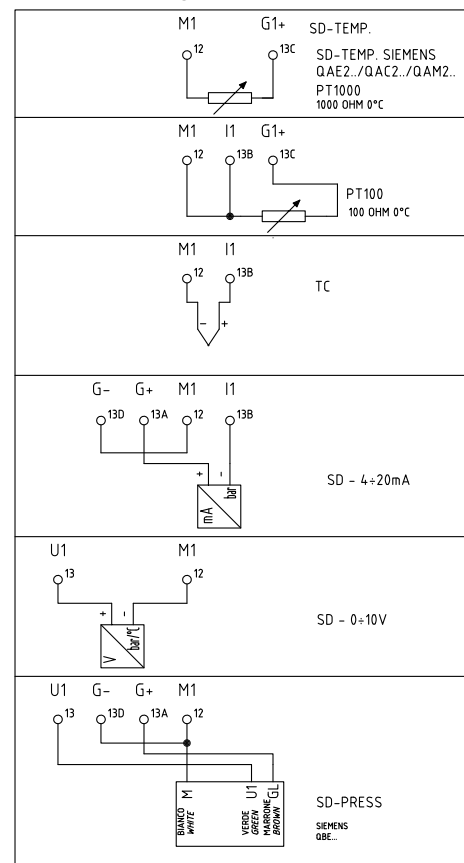 M1 G1+ SD-TEMP.
12 13C SD-TEMP. SIEMENS
QAE2../QAC2../QAM2..
PT1000
1000 OHM 0°C
M1 I1 G1+
12 13B 13C
PT100
100 OHM 0°C
M1 I1
12 13B
TC
- +
G- G+ M1 I1
13D 13A 12 13B
+ -
mA bar
SD - 4÷20mA
U1 M1
13 12
+ -
V bar/°C
SD - 0÷10V
U1 G- G+ M1
13 13D 13A 12
M U1 GL
BIANCO VERDE MARRONE
WHITE GREEN BROWN
SD-PRESS
SIEMENS
QBE...